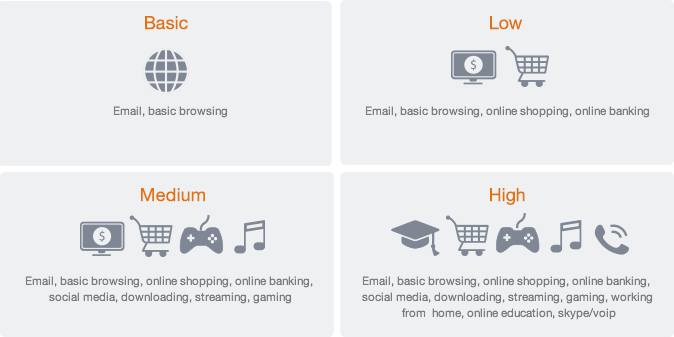 Basic
Email, basic browsing
Low
$
Email, basic browsing, online shopping, online banking
Medium
$
Email, basic browsing, online shopping, online banking,
social media, downloading, streaming, gaming
High
Email, basic browsing, online shopping, online banking,
social media, downloading, streaming, gaming, working
from  home, online education, skype/voip